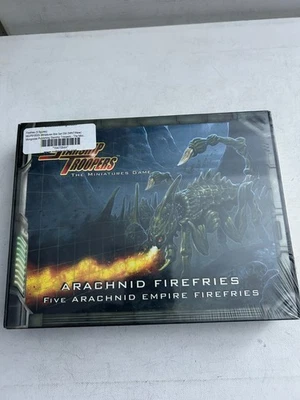 STARSHIP
TROOPERS
THE MINIATURES GAME
ARACHNID FIREFRIES
FIVE ARACHNID EMPIRE FIREFRIES